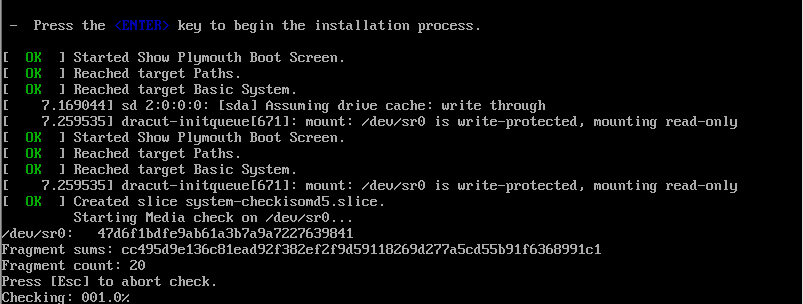 -  Press the <ENTER> key to begin the installation process.
[  OK  ] Started Show Plymouth Boot Screen.
[  OK  ] Reached target Paths.
[  OK  ] Reached target Basic System.
[    7.169044] sd 2:0:0:0: [sda] Assuming drive cache: write through
[    7.259535] dracut-initqueue[671]: mount: /dev/sr0 is write-protected, mounting read-only
[  OK  ] Started Show Plymouth Boot Screen.
[  OK  ] Reached target Paths.
[  OK  ] Reached target Basic System.
[    7.259535] dracut-initqueue[671]: mount: /dev/sr0 is write-protected, mounting read-only
[  OK  ] Created slice system-checkisomd5.slice.
         Starting Media check on /dev/sr0...
/dev/sr0:   47d6f1bdfe9ab61a3b7a9a7227639841
Fragment sums: cc495d9e136c81ead92f382ef2f9d59118269d277a5cd55b91f6368991c1
Fragment count: 20
Press [Esc] to abort check.
Checking: 001.0%